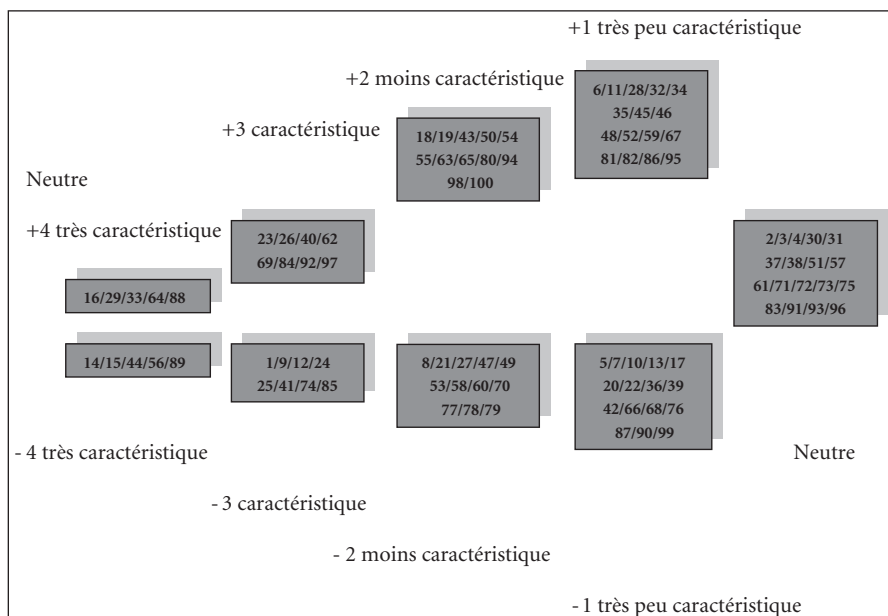 +1 très peu caractéristique
+2 moins caractéristique
6/11/28/32/34
35/45/46
48/52/59/67
81/82/86/95
+3 caractéristique
18/19/43/50/54
55/63/65/80/94
98/100
Neutre
+4 très caractéristique
23/26/40/62
69/84/92/97
2/3/4/30/31
37/38/51/57
61/71/72/73/75
83/91/93/96
16/29/33/64/88
14/15/44/56/89
1/9/12/24
25/41/74/85
8/21/27/47/49
53/58/60/70
77/78/79
5/7/10/13/17
20/22/36/39
42/66/68/76
87/90/99
- 4 très caractéristique
Neutre
- 3 caractéristique
- 2 moins caractéristique
- 1 très peu caractéristique